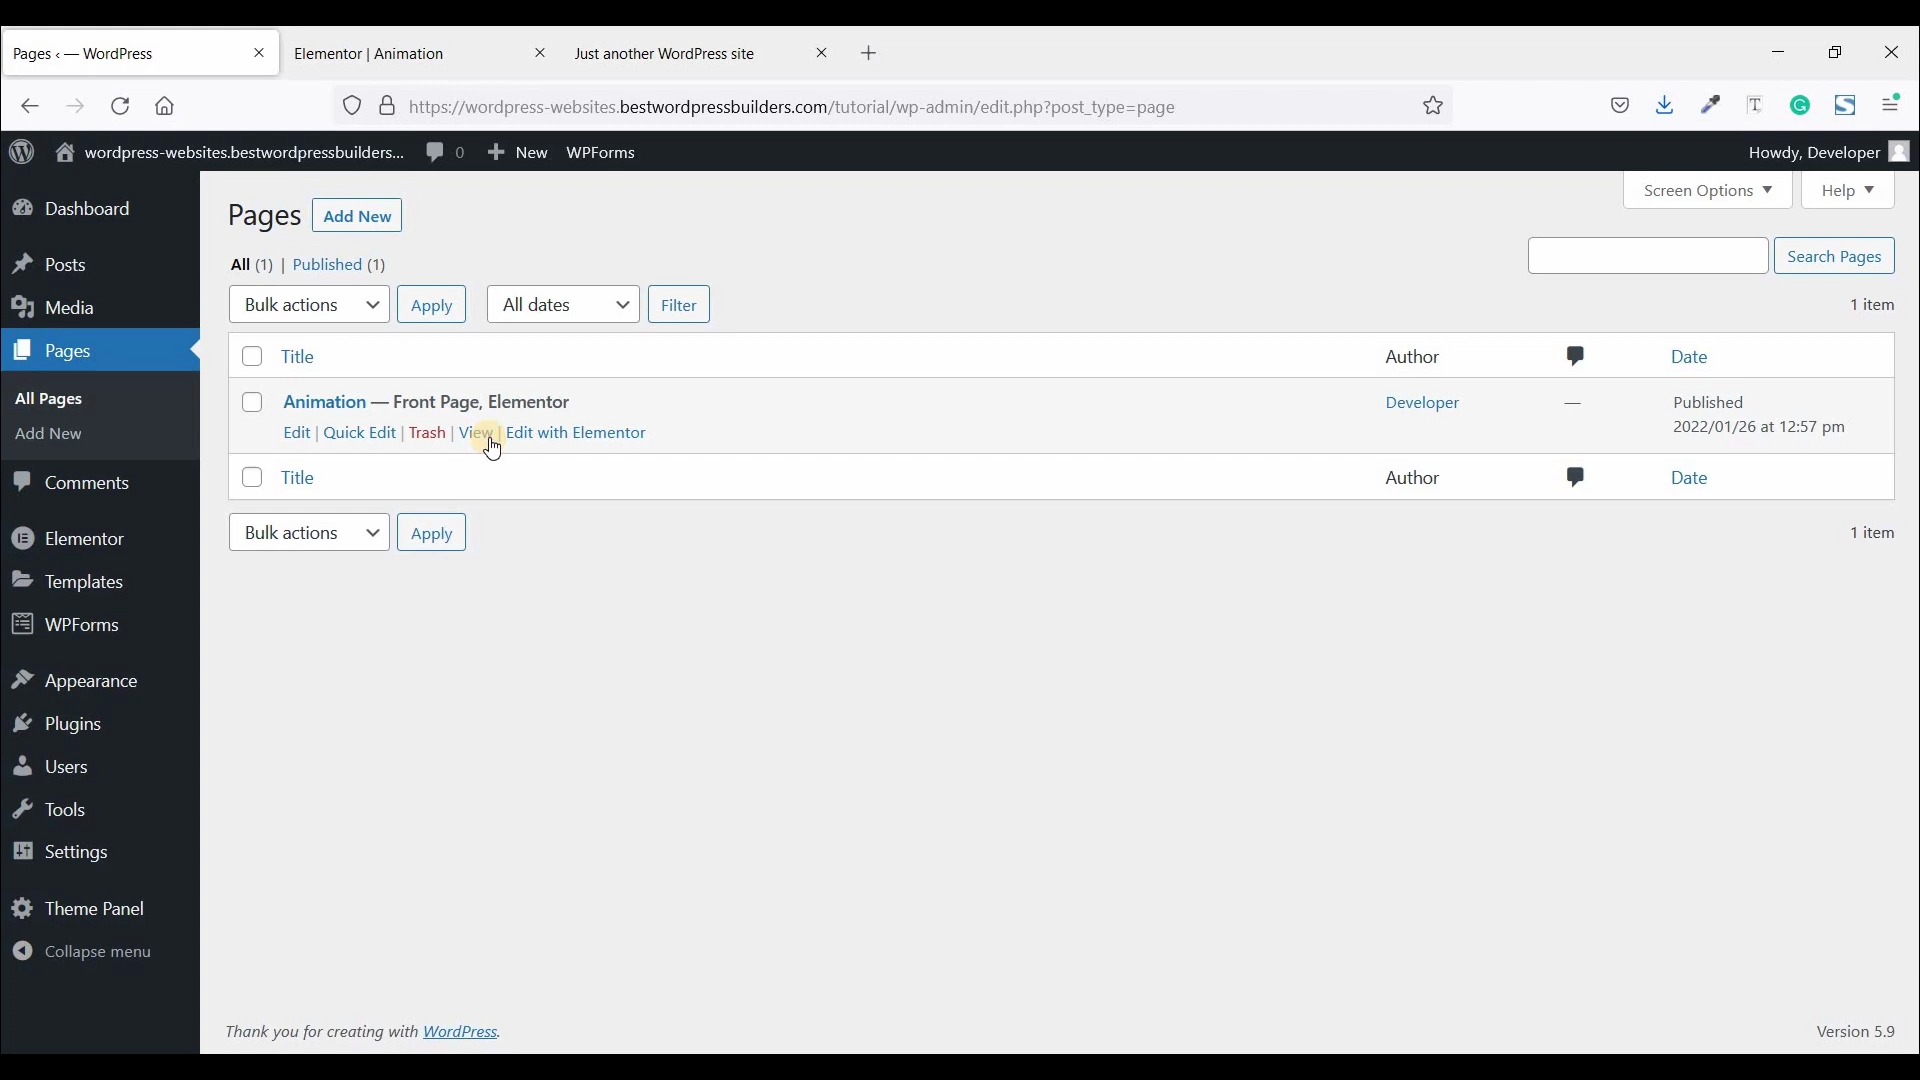 Pages ‹ — WordPress
Elementor | Animation
Just another WordPress site
https://wordpress-websites.bestwordpressbuilders.com/tutorial/wp-admin/edit.php?post_type=page
wordpress-websites.bestwordpressbuilders... 0 New WPForms
Howdy, Developer
Screen Options
Help
Dashboard
Posts
Media
Pages
All Pages
Add New
Comments
Elementor
Templates
WPForms
Appearance
Plugins
Users
Tools
Settings
Theme Panel
Collapse menu
Pages Add New
All (1) | Published (1)
Search Pages
Bulk actions Apply All dates Filter
1 item
Title Author Date
Animation — Front Page, Elementor Developer — Published
Edit | Quick Edit | Trash | View | Edit with Elementor 2022/01/26 at 12:57 pm
Title Author Date
Bulk actions Apply
1 item
Thank you for creating with WordPress.
Version 5.9